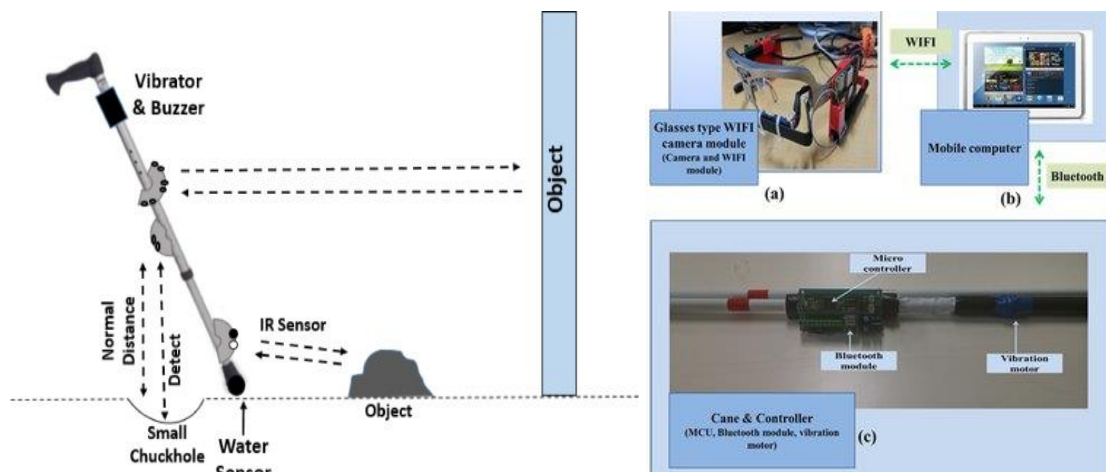 Vibrator
& Buzzer
Object
Normal
Distance
Detect
IR Sensor
Object
Small
Chuckhole
Water
Sensor
WIFI
Glasses type WIFI
camera module
(Camera and WIFI
module)
(a)
Mobile computer
(b)
Bluetooth
Micro
controller
Bluetooth
module
Vibration
motor
Cane & Controller
(MCU, Bluetooth module, vibration
motor)
(c)